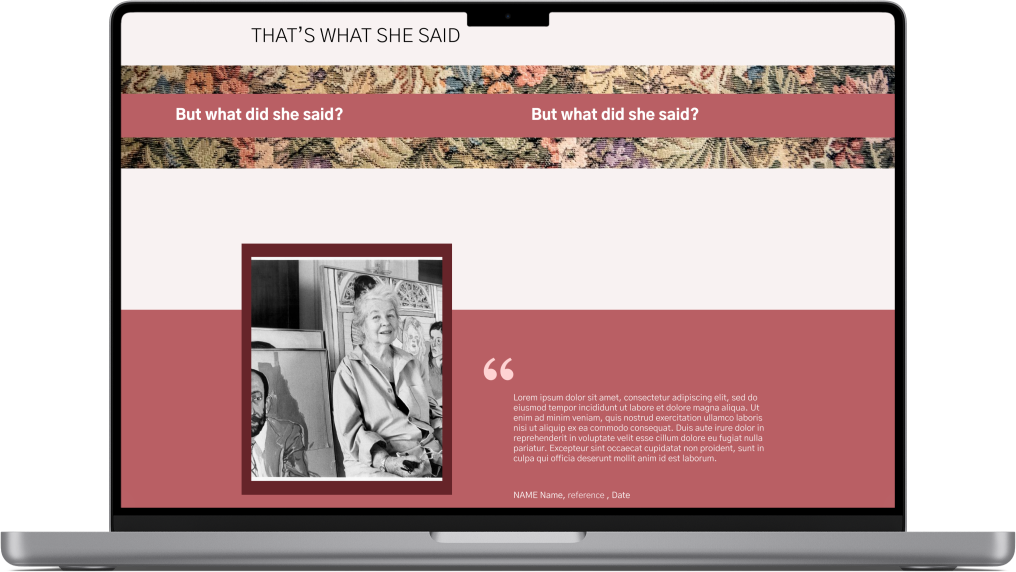 THAT’S WHAT SHE SAID
But what did she said? But what did she said?
“
Lorem ipsum dolor sit amet, consectetur adipiscing elit, sed do
eiusmod tempor incididunt ut labore et dolore magna aliqua. Ut
enim ad minim veniam, quis nostrud exercitation ullamco laboris
nisi ut aliquip ex ea commodo consequat. Duis aute irure dolor in
reprehenderit in voluptate velit esse cillum dolore eu fugiat nulla
pariatur. Excepteur sint occaecat cupidatat non proident, sunt in
culpa qui officia deserunt mollit anim id est laborum.
NAME Name, reference , Date